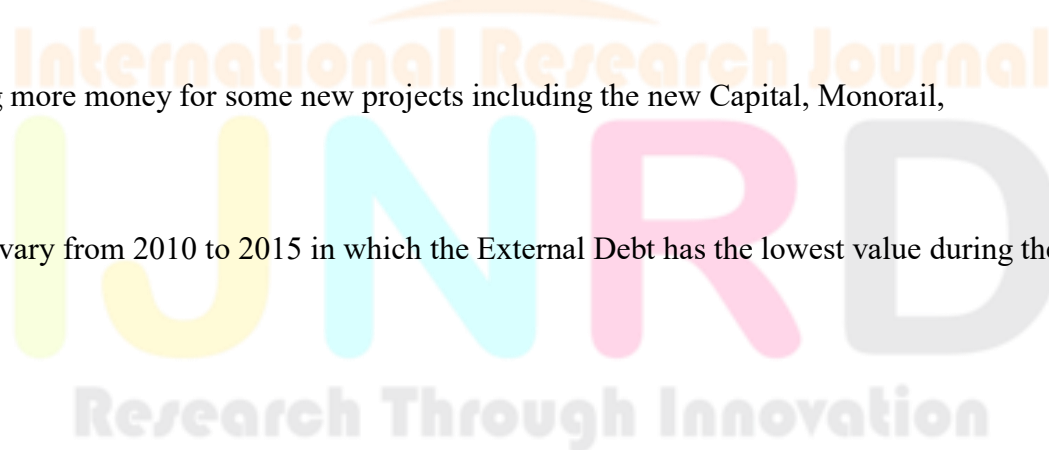 International Research Journal
more money for some new projects including the new Capital, Monorail,
IJNRD
vary from 2010 to 2015 in which the External Debt has the lowest value during
Research Through Innovation